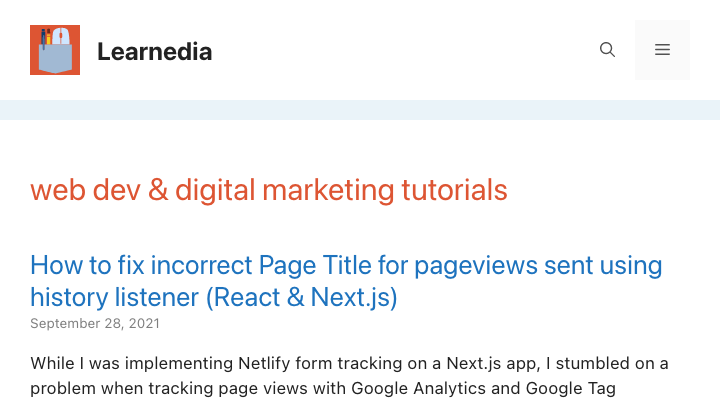 Learnedia
web dev & digital marketing tutorials
How to fix incorrect Page Title for pageviews sent using
history listener (React & Next.js)
September 28, 2021
While I was implementing Netlify form tracking on a Next.js app, I stumbled on a
problem when tracking page views with Google Analytics and Google Tag